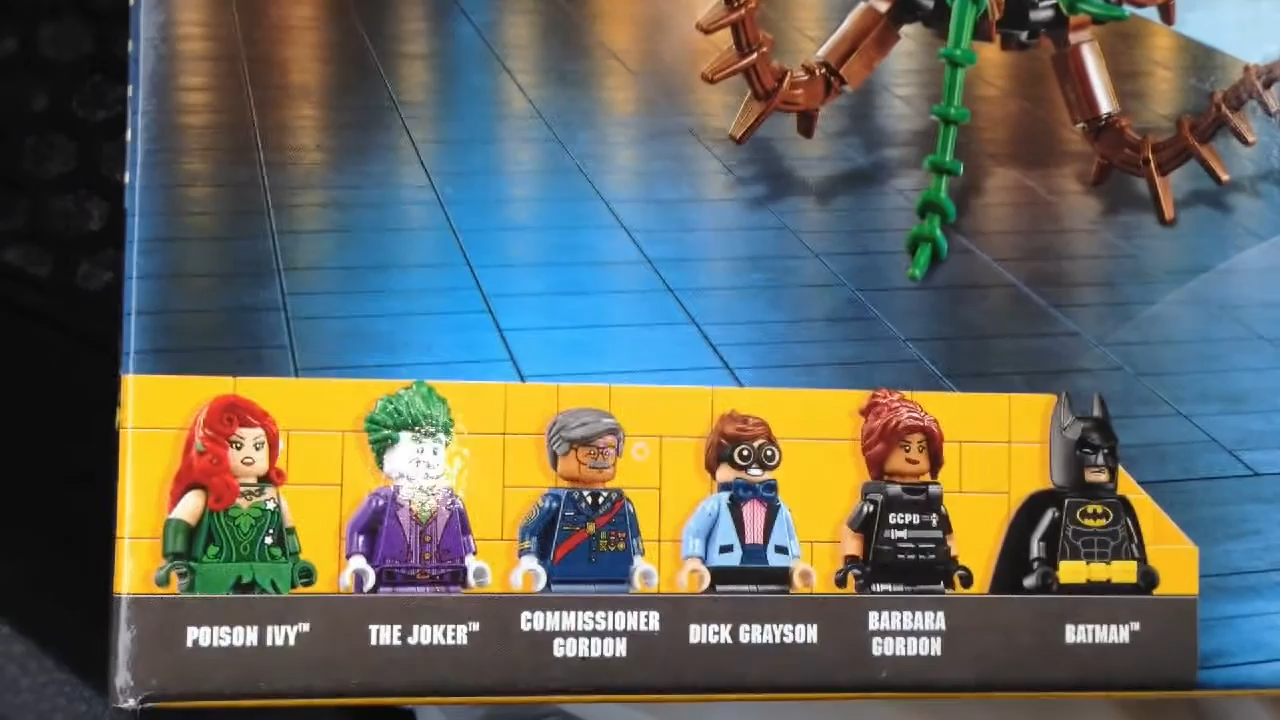 GCPD
POISON IVY™
THE JOKER™
COMMISSIONER
GORDON
DICK GRAYSON
BARBARA
GORDON
BATMAN™